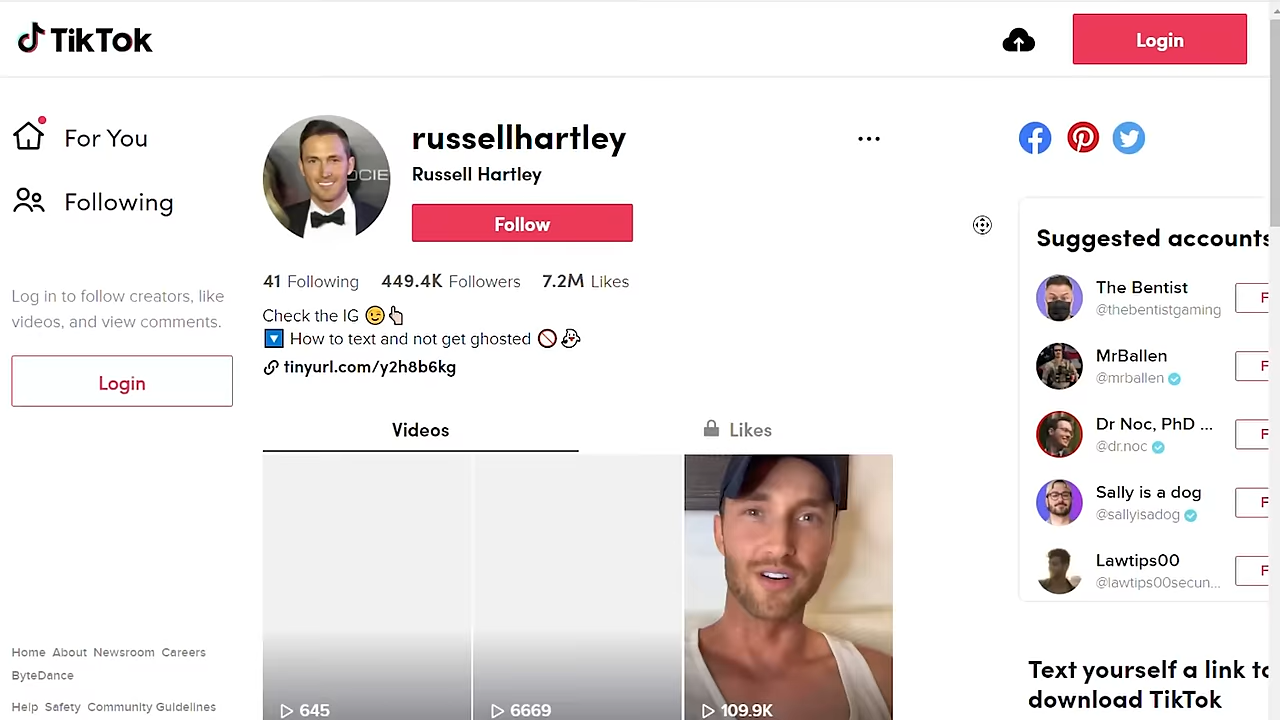 TikTok
Login
For You
Following
Log in to follow creators, like
videos, and view comments.
Login
Home About Newsroom Careers
ByteDance
Help Safety Community Guidelines
OCIE
russellhartley
Russell Hartley
Follow
41 Following 449.4K Followers 7.2M Likes
Check the IG
How to text and not get ghosted
tinyurl.com/y2h8b6kg
Videos
Likes
645
6669
109.9K
Suggested accounts
The Bentist
@thebentistgaming
F
MrBallen
@mrballen
F
Dr Noc, PhD ...
@dr.noc
F
Sally is a dog
@sallyisadog
F
Lawtips00
@lawtips00secun...
F
Text yourself a link to
download TikTok